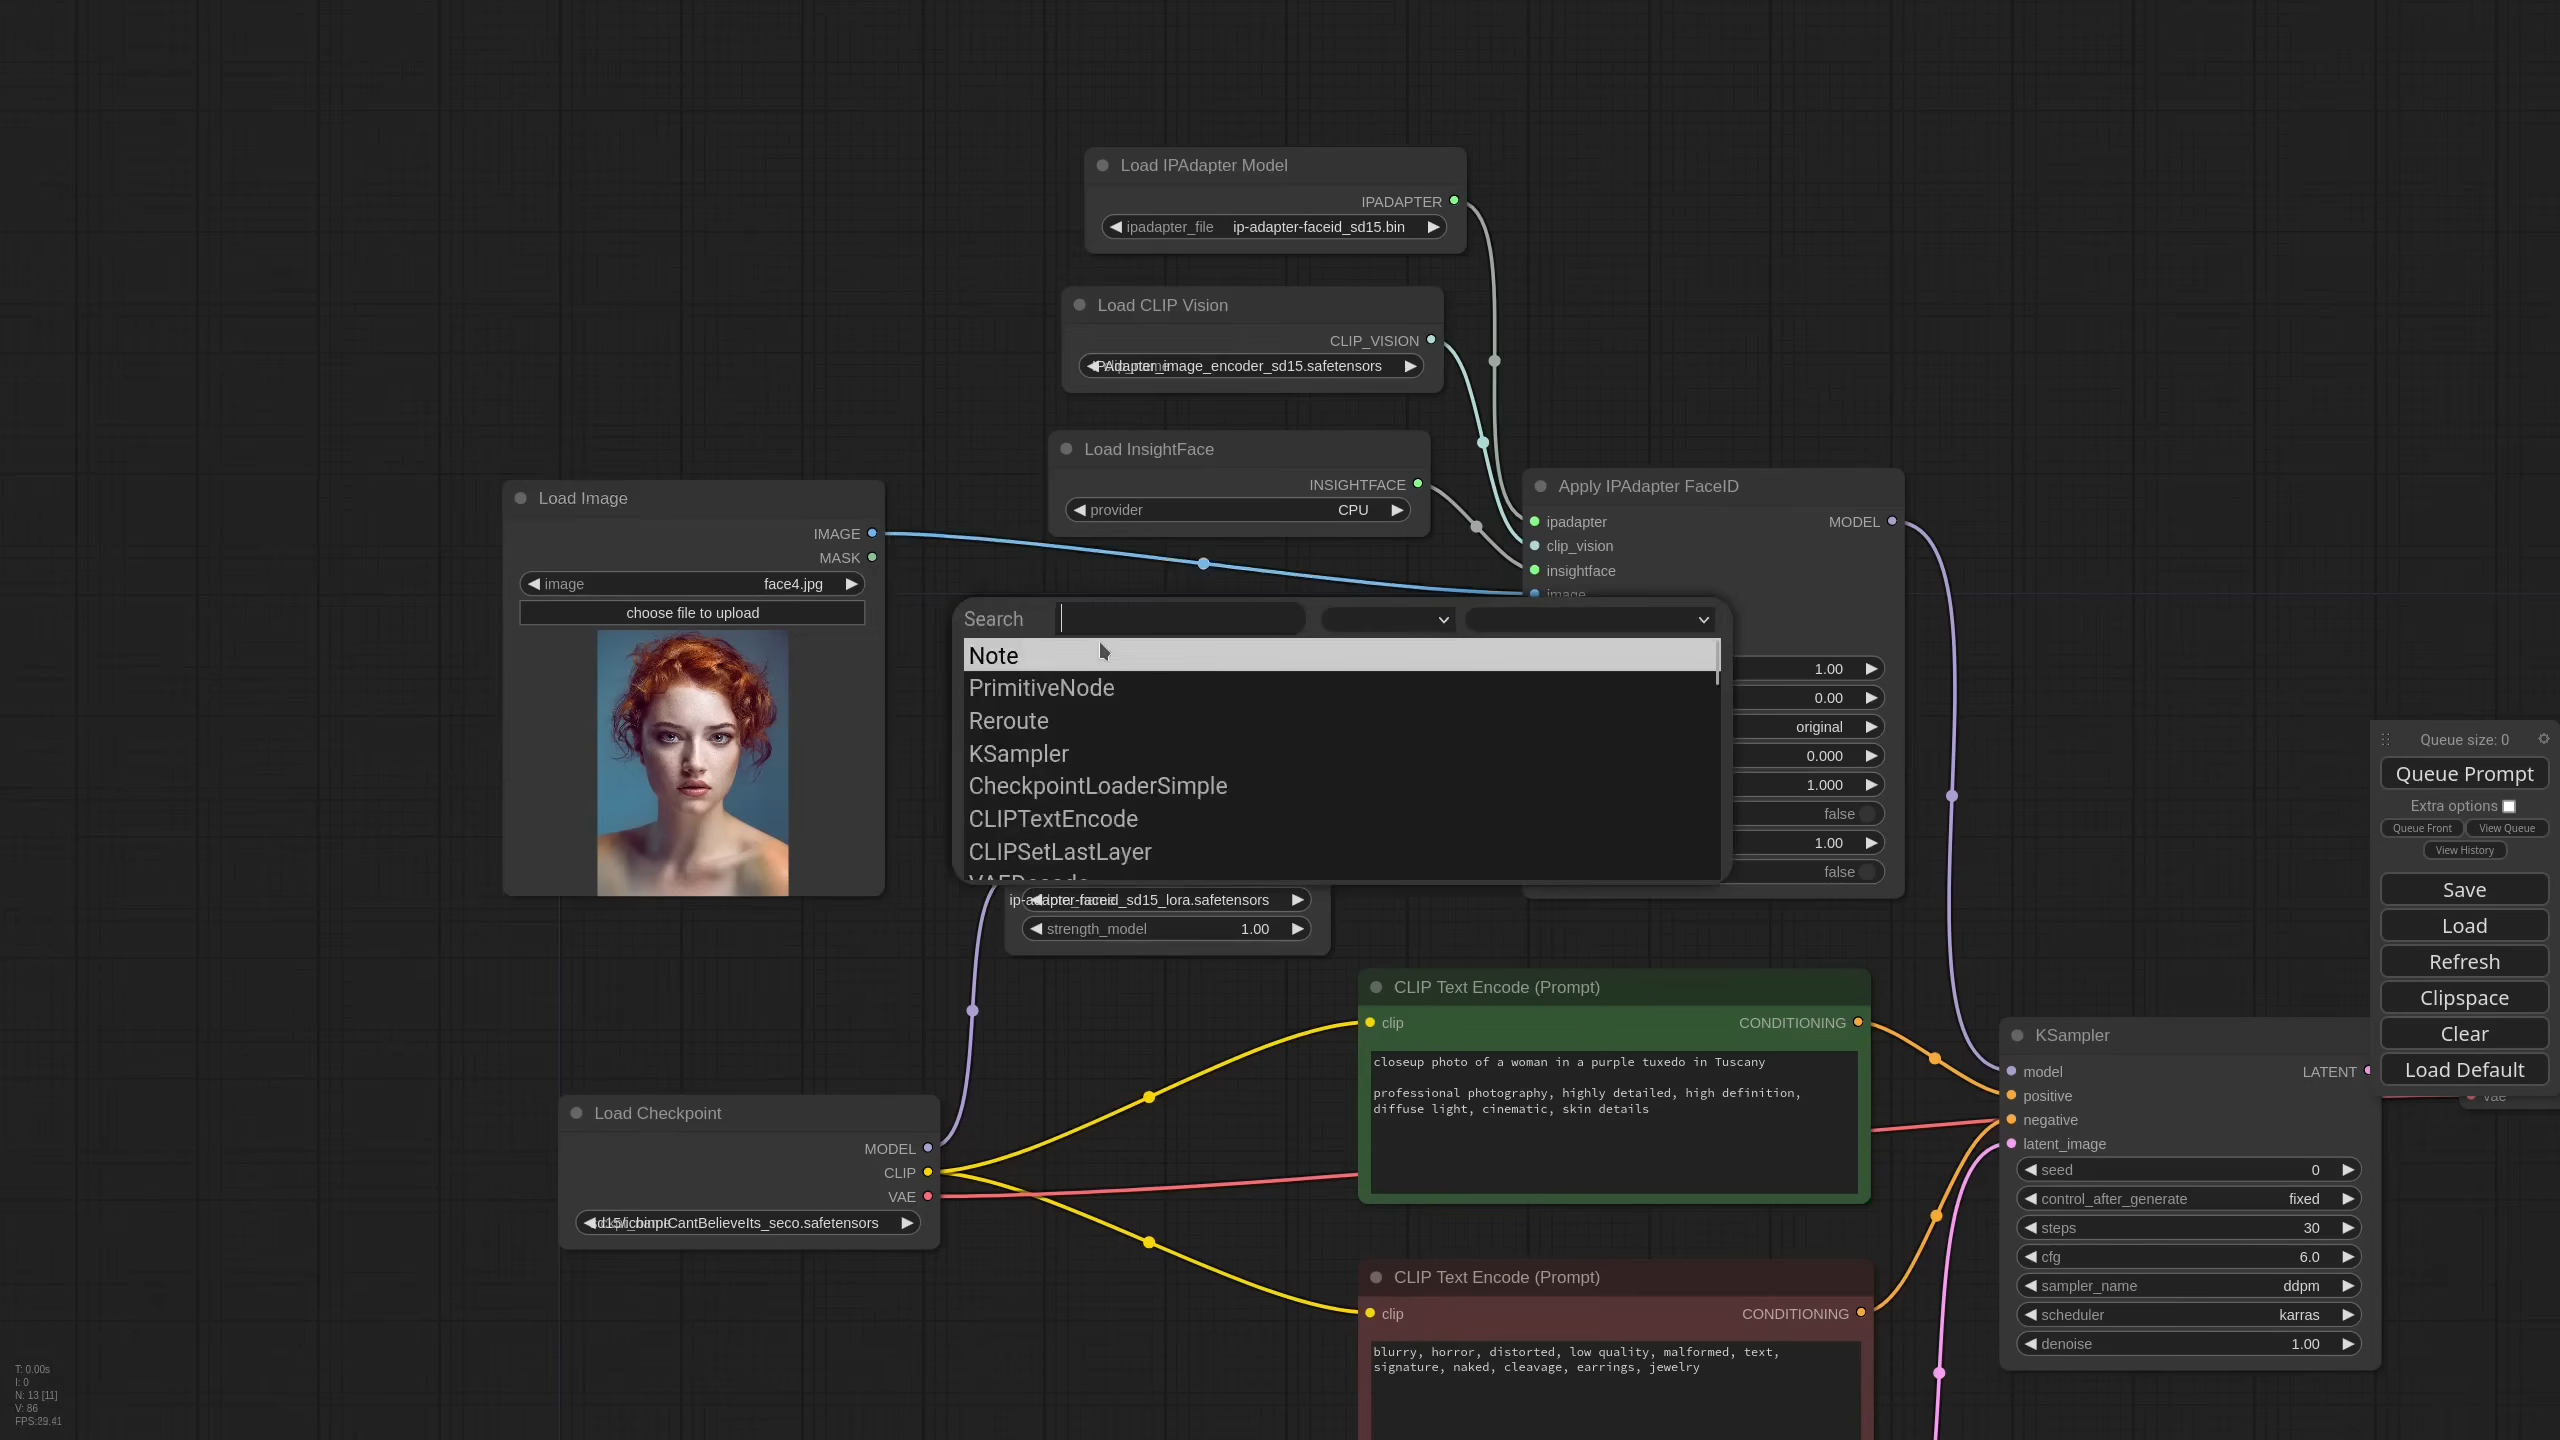 Load IPAdapter Model
IPADAPTER
ipadapter_file ip-adapter-faceid_sd15.bin
Load CLIP Vision
CLIP_VISION
IPAdapter_image_encoder_sd15.safetensors
Load InsightFace
INSIGHTFACE
provider CPU
Load Image
IMAGE
MASK
image face4.jpg
choose file to upload
Apply IPAdapter FaceID
ipadapter MODEL
clip_vision
insightface
image
1.00
0.00
original
0.000
1.000
false
1.00
false
Search
Note
PrimitiveNode
Reroute
KSampler
CheckpointLoaderSimple
CLIPTextEncode
CLIPSetLastLayer
VAEDecode
ip-adapter-faceid_sd15_lora.safetensors
strength_model 1.00
Queue size: 0
Queue Prompt
Extra options
Queue Front View Queue
View History
Save
Load
Refresh
Clipspace
Clear
Load Default
Load Checkpoint
MODEL
CLIP
VAE
CLIP Text Encode (Prompt)
clip CONDITIONING
closeup photo of a woman in a purple tuxedo in Tuscany
professional photography, highly detailed, high definition,
diffuse light, cinematic, skin details
CLIP Text Encode (Prompt)
clip CONDITIONING
blurry, horror, distorted, low quality, malformed, text,
signature, naked, cleavage, earrings, jewelry
KSampler
model LATENT
positive
negative
latent_image
seed 0
control_after_generate fixed
steps 30
cfg 6.0
sampler_name ddpm
scheduler karras
denoise 1.00
vae
T: 0.00s
I: 0
N: 13 [11]
V: 86
FPS:29.41